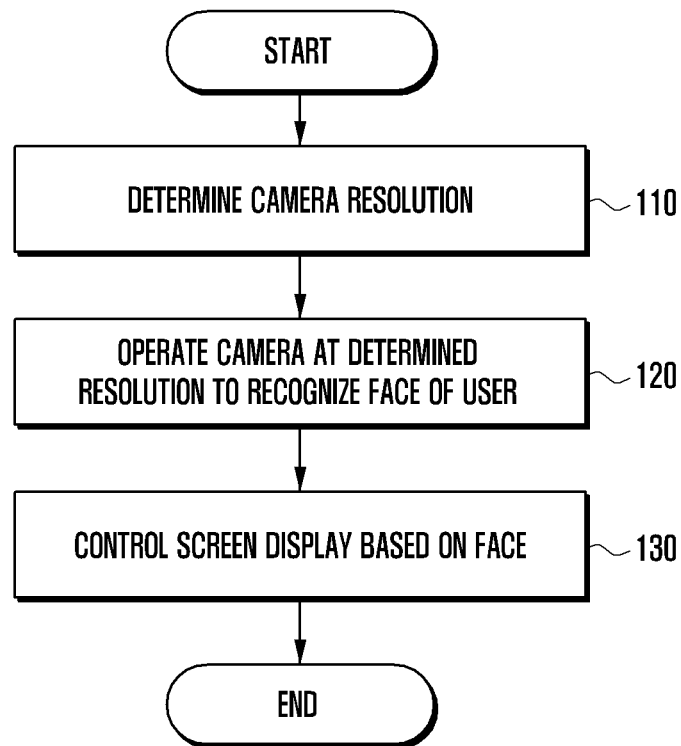 START
DETERMINE CAMERA RESOLUTION
110
OPERATE CAMERA AT DETERMINED
RESOLUTION TO RECOGNIZE FACE OF USER
120
CONTROL SCREEN DISPLAY BASED ON FACE
130
END